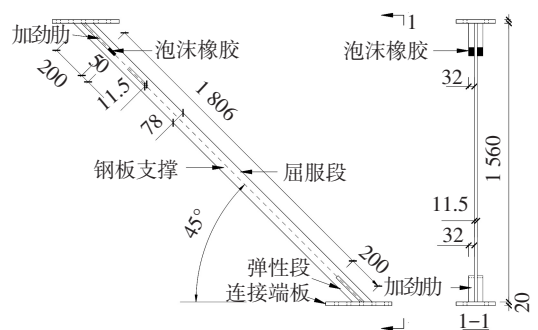 加劲肋
泡沫橡胶
200
50
11.5
78
1 806
钢板支撑
屈服段
45°
200
弹性段
连接端板
1
泡沫橡胶
32
1 560
11.5
32
加劲肋
20
1-1